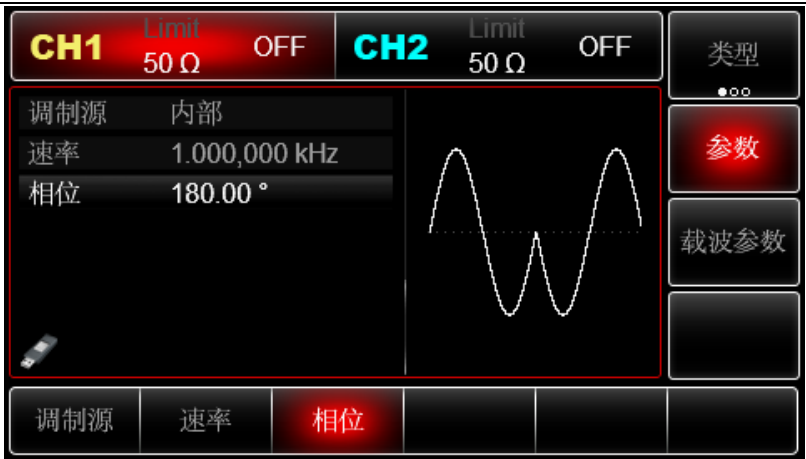 CH1 Limit 50 Ω OFF
CH2 Limit 50 Ω OFF
类型
调制源 内部
速率 1.000,000 kHz
相位 180.00 °
参数
载波参数
调制源 速率 相位